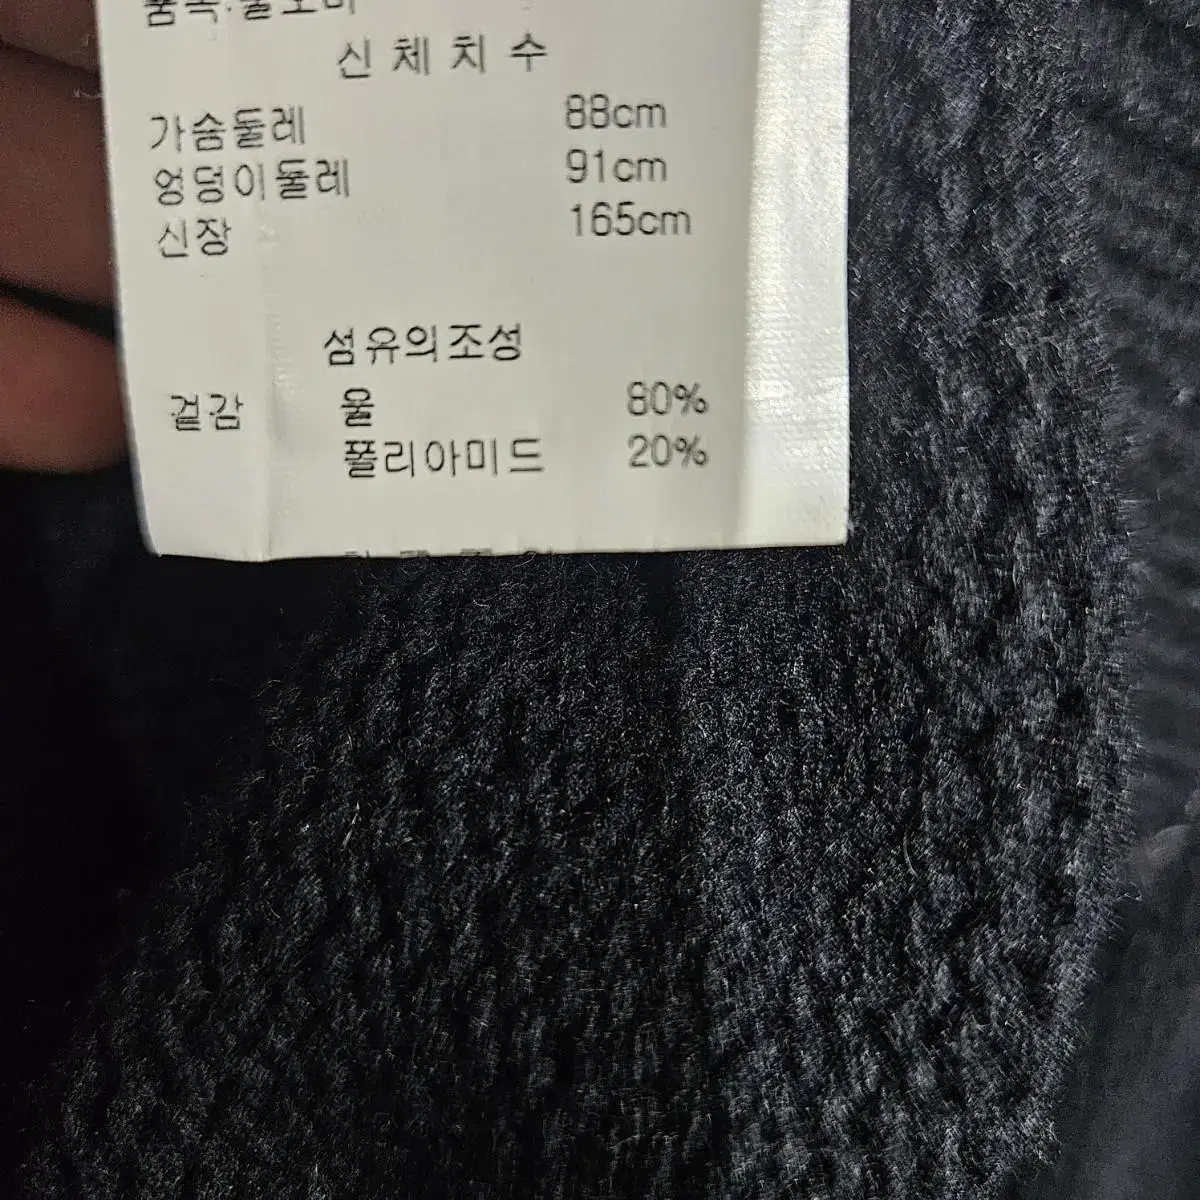 신 체 치 수
가슴둘레 88cm
엉덩이둘레 91cm
신장 165cm
섬유의조성
겉감 울 80%
폴리아미드 20%